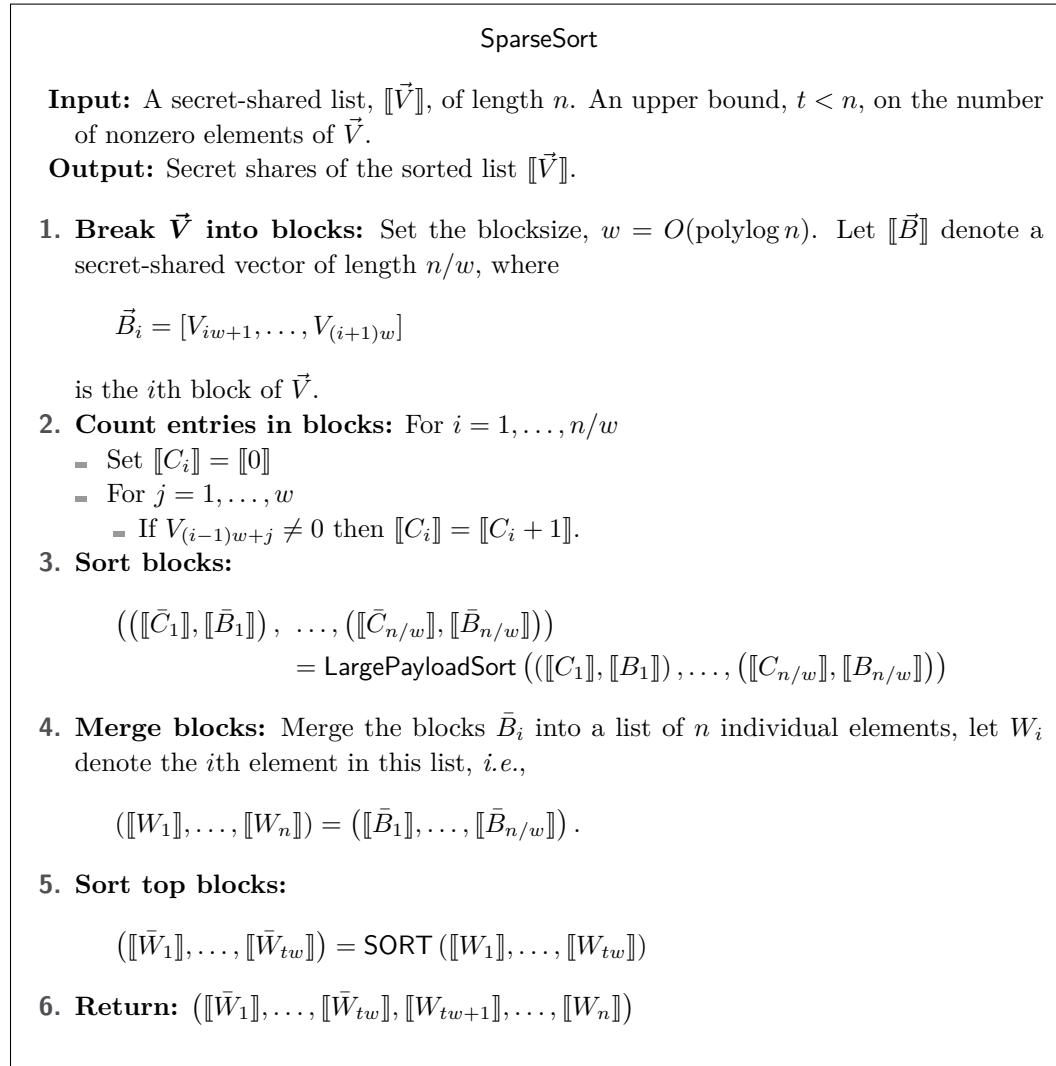 SparseSort
Input: A secret-shared list, ⟦V⃗⟧, of length n. An upper bound, t < n, on the number
of nonzero elements of V⃗.
Output: Secret shares of the sorted list ⟦V⃗⟧.
1. Break V⃗ into blocks: Set the blocksize, w = O(polylog n). Let ⟦B⃗⟧ denote a
secret-shared vector of length n/w, where
B⃗_i = [V_{iw+1}, . . . , V_{(i+1)w}]
is the ith block of V⃗.
2. Count entries in blocks: For i = 1, . . . , n/w
Set ⟦C_i⟧ = ⟦0⟧
For j = 1, . . . , w
If V_{(i−1)w+j} ≠ 0 then ⟦C_i⟧ = ⟦C_i + 1⟧.
3. Sort blocks:
((⟦C̄_1⟧, ⟦B̄_1⟧) , . . . , (⟦C̄_{n/w}⟧, ⟦B̄_{n/w}⟧))
= LargePayloadSort ((⟦C_1⟧, ⟦B_1⟧) , . . . , (⟦C_{n/w}⟧, ⟦B_{n/w}⟧))
4. Merge blocks: Merge the blocks B̄_i into a list of n individual elements, let W_i
denote the ith element in this list, i.e.,
(⟦W_1⟧, . . . , ⟦W_n⟧) = (⟦B̄_1⟧, . . . , ⟦B̄_{n/w}⟧) .
5. Sort top blocks:
(⟦W̄_1⟧, . . . , ⟦W̄_{tw}⟧) = SORT (⟦W_1⟧, . . . , ⟦W_{tw}⟧)
6. Return: (⟦W̄_1⟧, . . . , ⟦W̄_{tw}⟧, ⟦W_{tw+1}⟧, . . . , ⟦W_n⟧)